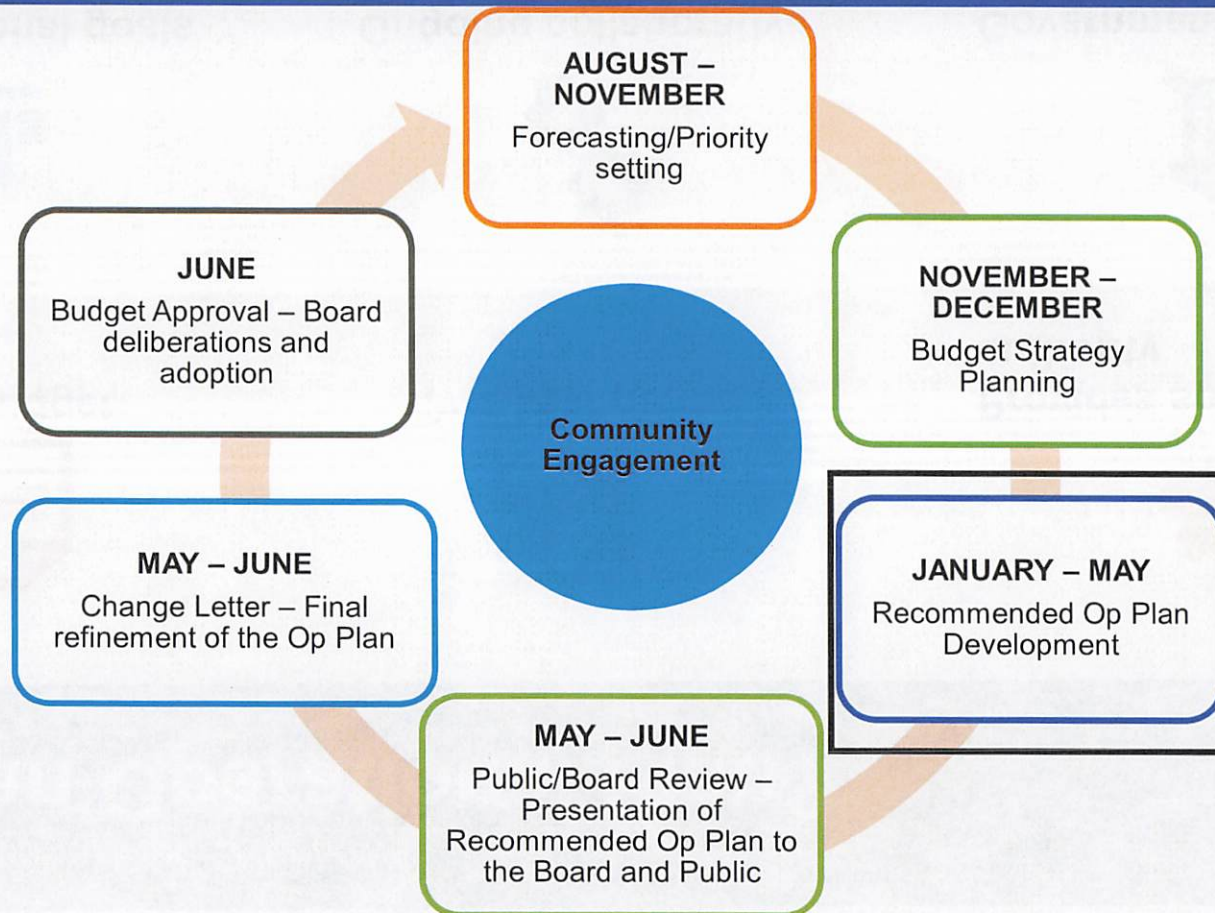 AUGUST –
NOVEMBER
Forecasting/Priority
setting
NOVEMBER –
DECEMBER
Budget Strategy
Planning
JANUARY – MAY
Recommended Op Plan
Development
MAY – JUNE
Public/Board Review –
Presentation of
Recommended Op Plan to
the Board and Public
MAY – JUNE
Change Letter – Final
refinement of the Op Plan
JUNE
Budget Approval – Board
deliberations and
adoption
Community
Engagement